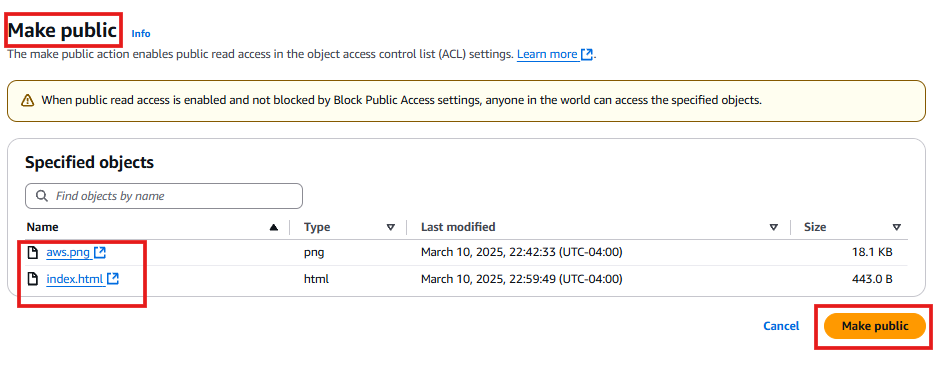 Make public Info
The make public action enables public read access in the object access control list (ACL) settings. Learn more.
When public read access is enabled and not blocked by Block Public Access settings, anyone in the world can access the specified objects.
Specified objects
Find objects by name
Name Type Last modified Size
aws.png png March 10, 2025, 22:42:33 (UTC-04:00) 18.1 KB
index.html html March 10, 2025, 22:59:49 (UTC-04:00) 443.0 B
Cancel Make public